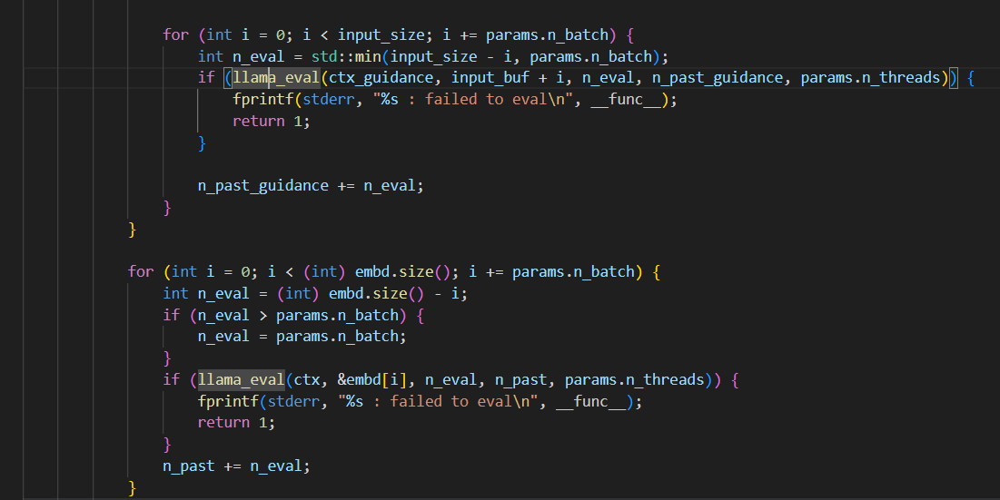 for (int i = 0; i < input_size; i += params.n_batch) {
int n_eval = std::min(input_size - i, params.n_batch);
if (llama_eval(ctx_guidance, input_buf + i, n_eval, n_past_guidance, params.n_threads)) {
fprintf(stderr, "%s : failed to eval\n", __func__);
return 1;
}
n_past_guidance += n_eval;
}
}
for (int i = 0; i < (int) embd.size(); i += params.n_batch) {
int n_eval = (int) embd.size() - i;
if (n_eval > params.n_batch) {
n_eval = params.n_batch;
}
if (llama_eval(ctx, &embd[i], n_eval, n_past, params.n_threads)) {
fprintf(stderr, "%s : failed to eval\n", __func__);
return 1;
}
n_past += n_eval;
}